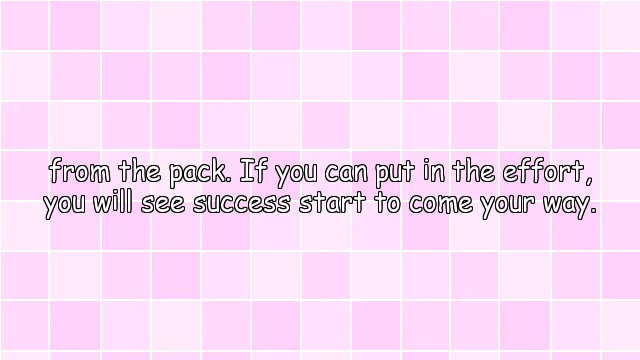 from the pack. If you can put in the effort,
you will see success start to come your way.